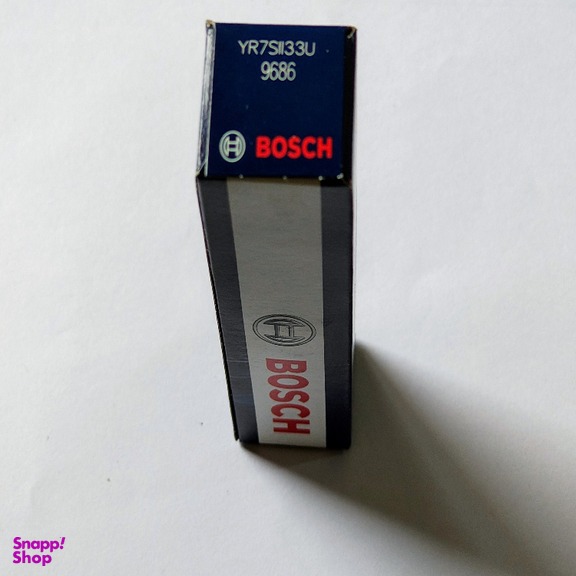 YR7SII33U
9686
BOSCH
BOSCH
Snapp!
Shop